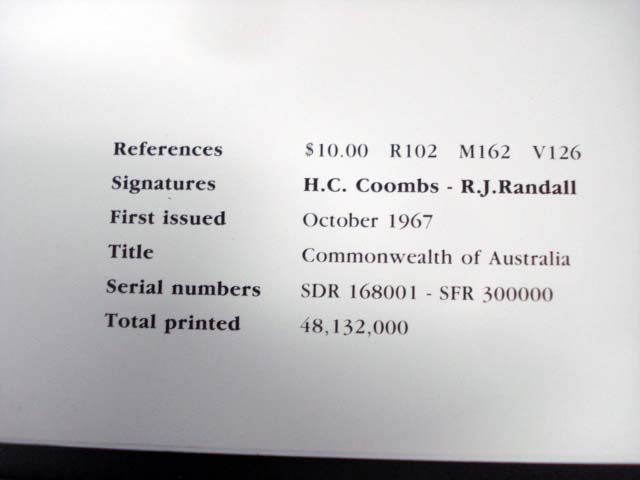 References $10.00 R102 M162 V126
Signatures H.C. Coombs - R.J.Randall
First issued October 1967
Title Commonwealth of Australia
Serial numbers SDR 168001 - SFR 300000
Total printed 48,132,000